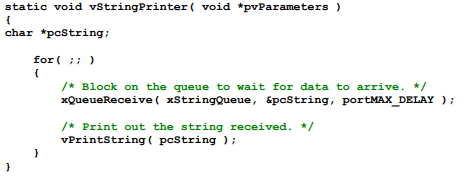 static void vStringPrinter( void *pvParameters )
{
char *pcString;
for( ;; )
{
/* Block on the queue to wait for data to arrive. */
xQueueReceive( xStringQueue, &pcString, portMAX_DELAY );
/* Print out the string received. */
vPrintString( pcString );
}
}